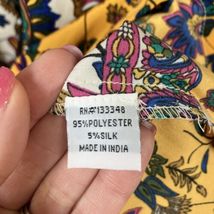 RN#133348
95%POLYESTER
5%SILK
MADE IN INDIA